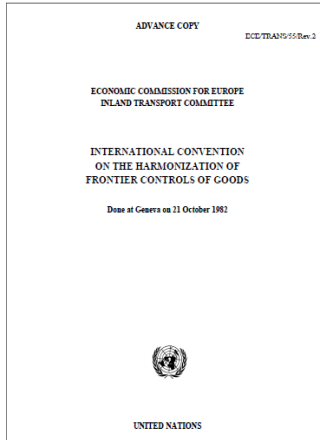 ADVANCE COPY
ECE/TRANS/55/Rev.2
ECONOMIC COMMISSION FOR EUROPE
INLAND TRANSPORT COMMITTEE
INTERNATIONAL CONVENTION
ON THE HARMONIZATION OF
FRONTIER CONTROLS OF GOODS
Done at Geneva on 21 October 1982
UNITED NATIONS